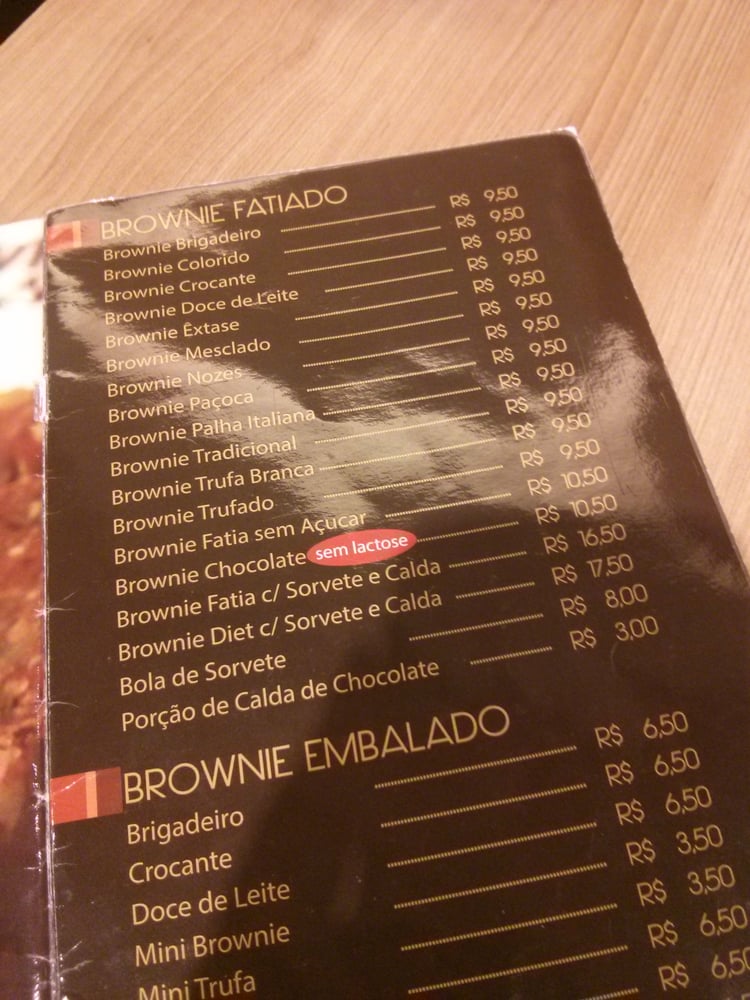 BROWNIE FATIADO
Brownie Brigadeiro R$ 9,50
Brownie Colorido R$ 9,50
Brownie Crocante R$ 9,50
Brownie Doce de Leite R$ 9,50
Brownie Êxtase R$ 9,50
Brownie Mesclado R$ 9,50
Brownie Nozes R$ 9,50
Brownie Paçoca R$ 9,50
Brownie Palha Italiana R$ 9,50
Brownie Tradicional R$ 9,50
Brownie Trufa Branca R$ 9,50
Brownie Trufado R$ 9,50
Brownie Fatia sem Açucar R$ 10,50
Brownie Chocolate sem lactose R$ 10,50
Brownie Fatia c/ Sorvete e Calda R$ 16,50
Brownie Diet c/ Sorvete e Calda R$ 17,50
Bola de Sorvete R$ 8,00
Porção de Calda de Chocolate R$ 3,00
BROWNIE EMBALADO
Brigadeiro R$ 6,50
Crocante R$ 6,50
Doce de Leite R$ 6,50
Mini Brownie R$ 3,50
Mini Trufa R$ 3,50
R$ 6,50
R$ 6,50